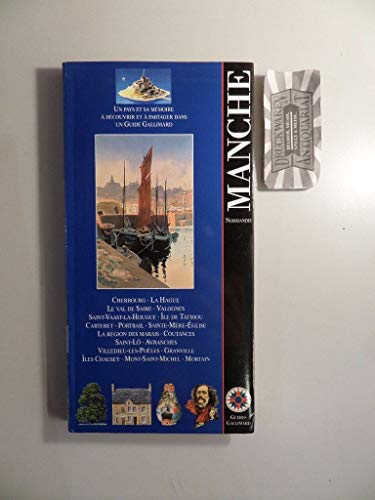 UN PAYS ET SA MÉMOIRE
À DÉCOUVRIR ET À PARTAGER DANS
UN GUIDE GALLIMARD
CHERBOURG - LA HAGUE
LE VAL DE SAIRE - VALOGNES
SAINT-VAAST-LA-HOUGUE - ÎLE DE TATIHOU
CARTERET - PORTBAIL - SAINTE-MÈRE-ÉGLISE
LA RÉGION DES MARAIS - COUTANCES
SAINT-LÔ - AVRANCHES
VILLEDIEU-LES-POÊLES - GRANVILLE
ÎLES CHAUSEY - MONT-SAINT-MICHEL - MORTAIN
MANCHE
NORMANDIE
GUIDES
GALLIMARD
DRUCKWAREN
ANTIQUARIAT